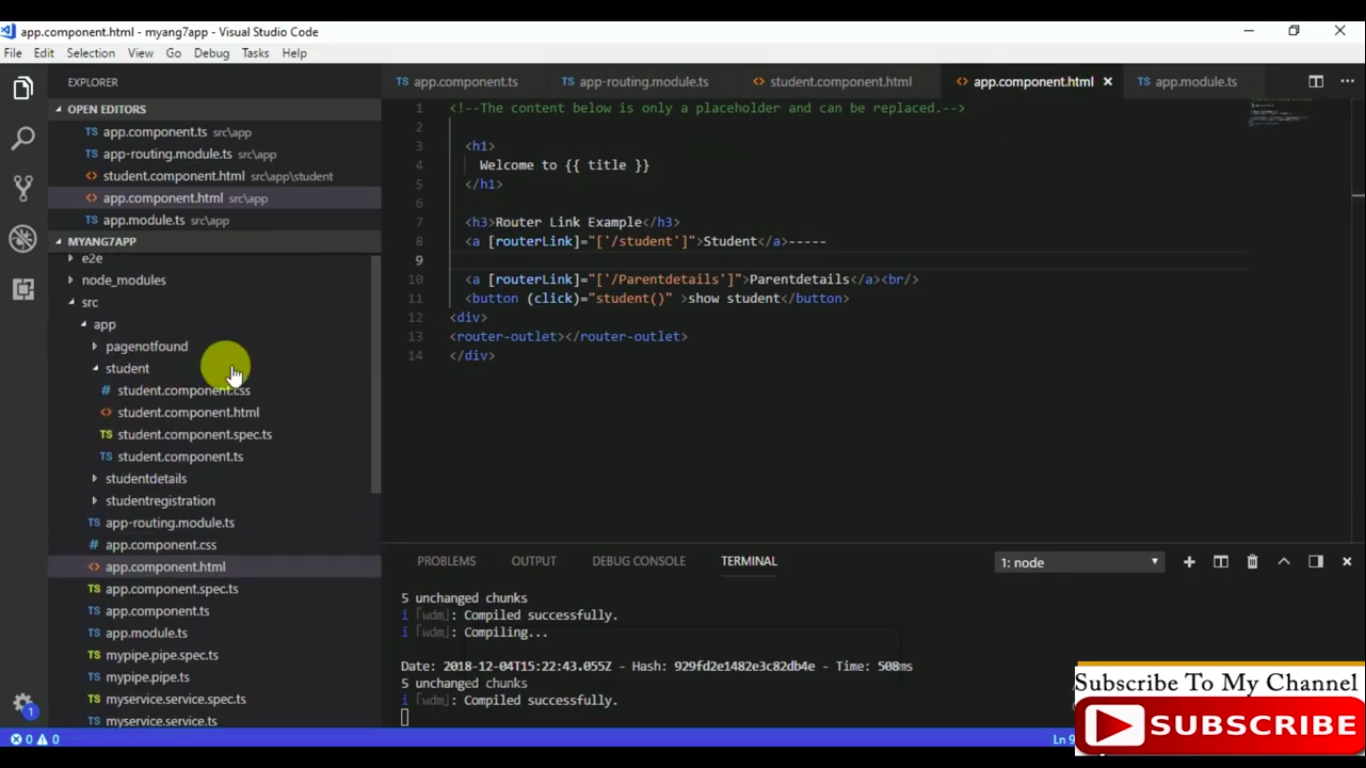 app.component.html - myang7app - Visual Studio Code
File Edit Selection View Go Debug Tasks Help
EXPLORER
OPEN EDITORS
TS app.component.ts src\app
TS app-routing.module.ts src\app
<> student.component.html src\app\student
<> app.component.html src\app
TS app.module.ts src\app
MYANG7APP
e2e
node_modules
src
app
pagenotfound
student
# student.component.css
<> student.component.html
TS student.component.spec.ts
TS student.component.ts
studentdetails
studentregistration
TS app-routing.module.ts
# app.component.css
<> app.component.html
TS app.component.spec.ts
TS app.component.ts
TS app.module.ts
TS mypipe.pipe.spec.ts
TS mypipe.pipe.ts
TS myservice.service.spec.ts
TS myservice.service.ts
1
0 0
TS app.component.ts TS app-routing.module.ts <> student.component.html <> app.component.html × TS app.module.ts
1 <!--The content below is only a placeholder and can be replaced.-->
2
3 <h1>
4 Welcome to {{ title }}
5 </h1>
6
7 <h3>Router Link Example</h3>
8 <a [routerLink]="['/student']">Student</a>-----
9
10 <a [routerLink]="['/Parentdetails']">Parentdetails</a><br/>
11 <button (click)="student()" >show student</button>
12 <div>
13 <router-outlet></router-outlet>
14 </div>
PROBLEMS OUTPUT DEBUG CONSOLE TERMINAL 1: node
5 unchanged chunks
i ｢wdm｣: Compiled successfully.
i ｢wdm｣: Compiling...
Date: 2018-12-04T15:22:43.055Z - Hash: 929fd2e1482e3c82db4e - Time: 508ms
5 unchanged chunks
i ｢wdm｣: Compiled successfully.
Ln 9
Subscribe To My Channel
SUBSCRIBE